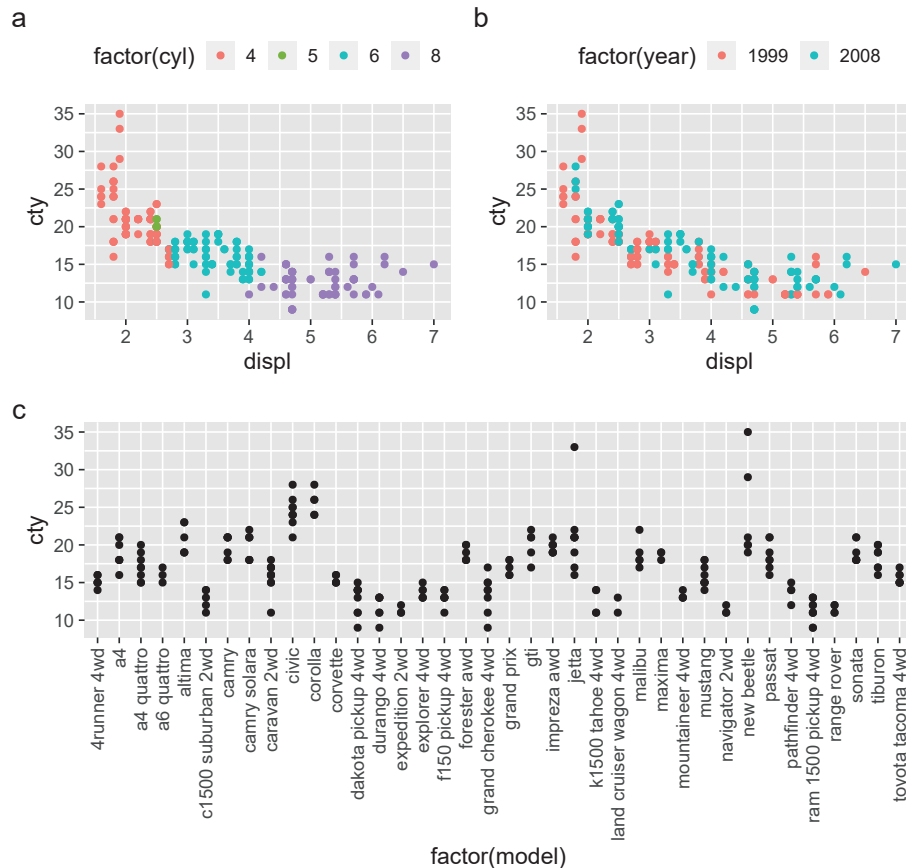 a
factor(cyl) 4 5 6 8
35
30
25
20
15
10
cty
2 3 4 5 6 7
displ
b
factor(year) 1999 2008
35
30
25
20
15
10
cty
2 3 4 5 6 7
displ
c
35
30
25
20
15
10
cty
4runner 4wd
a4
a4 quattro
a6 quattro
altima
c1500 suburban 2wd
camry
camry solara
caravan 2wd
civic
corolla
corvette
dakota pickup 4wd
durango 4wd
expedition 2wd
explorer 4wd
f150 pickup 4wd
forester awd
grand cherokee 4wd
grand prix
gti
impreza awd
jetta
k1500 tahoe 4wd
land cruiser wagon 4wd
malibu
maxima
mountaineer 4wd
mustang
navigator 2wd
new beetle
passat
pathfinder 4wd
ram 1500 pickup 4wd
range rover
sonata
tiburon
toyota tacoma 4wd
factor(model)